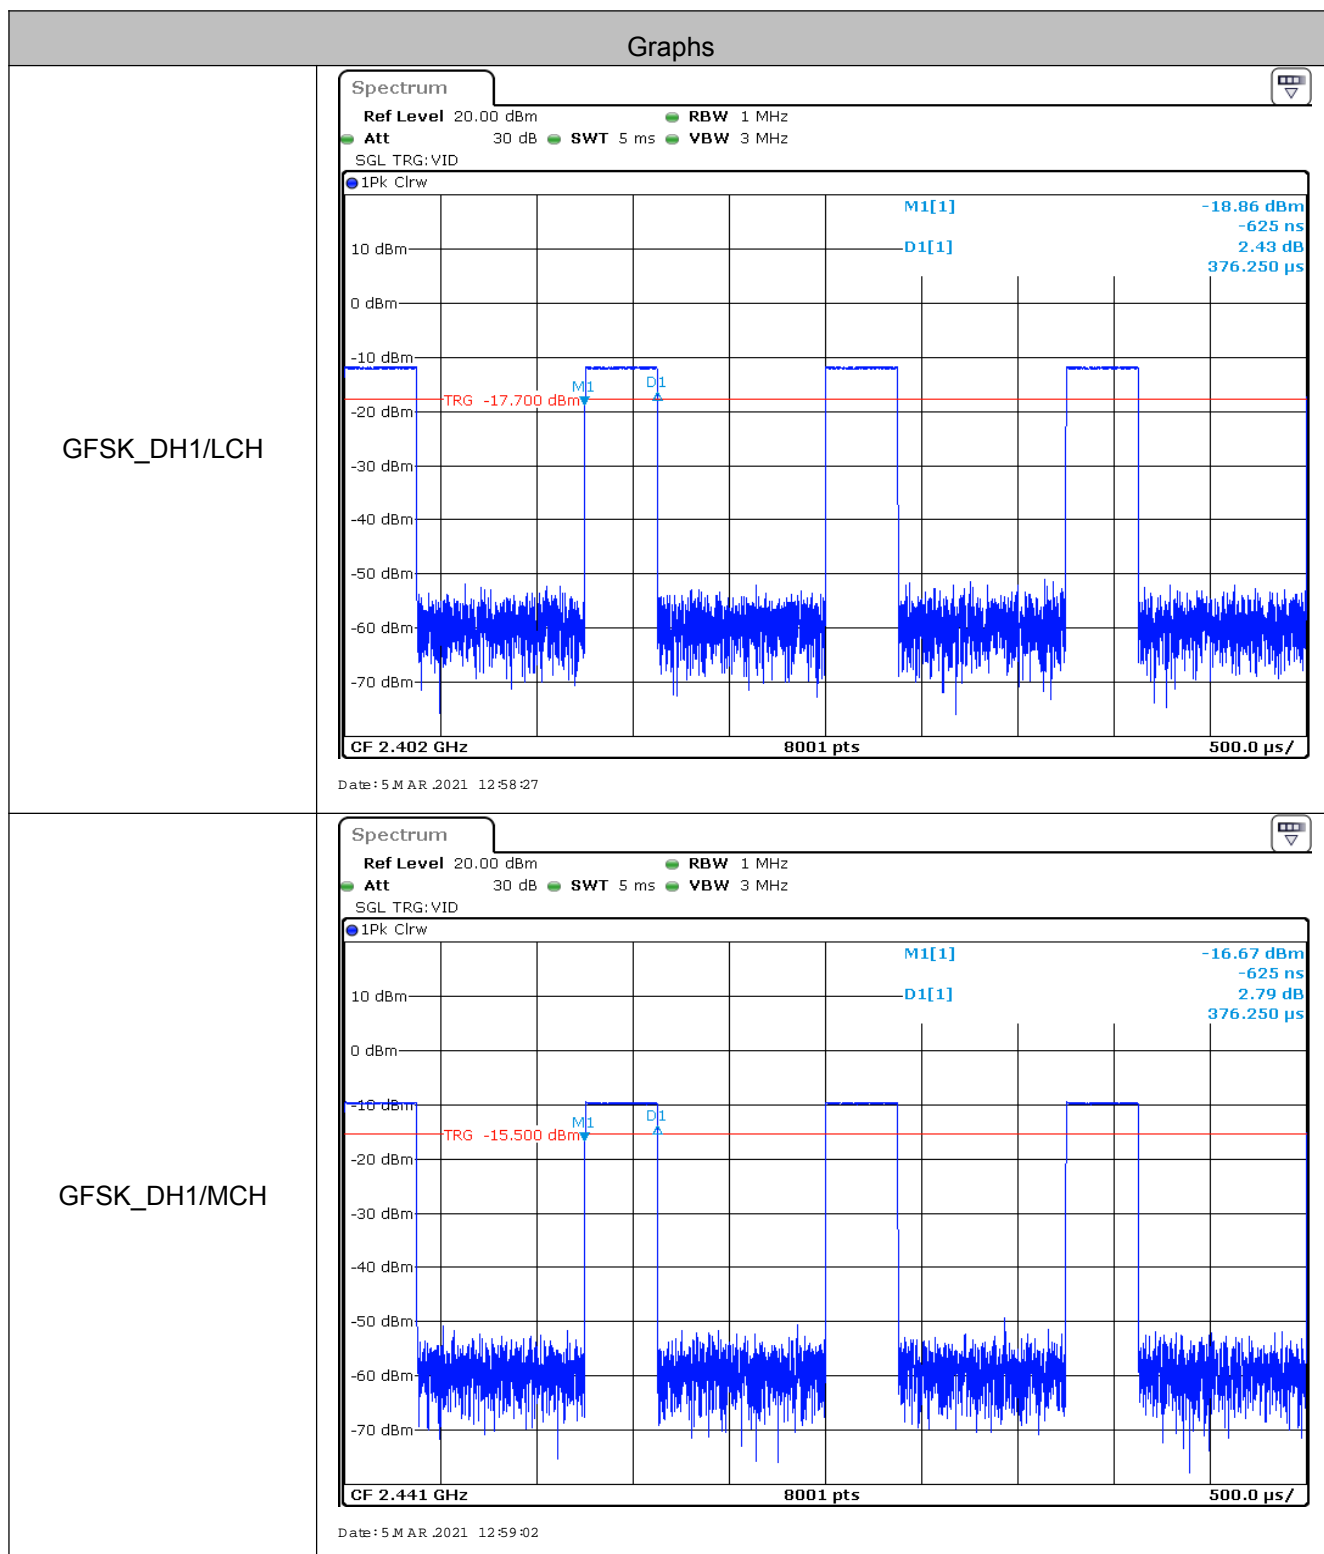 Graphs
GFSK_DH1/LCH
Spectrum
Ref Level 20.00 dBm RBW 1 MHz
Att 30 dB SWT 5 ms VBW 3 MHz
SGL TRG:VID
1Pk Clrw
M1[1] -18.86 dBm
-625 ns
10 dBm D1[1] 2.43 dB
376.250 µs
0 dBm
-10 dBm
M1 D1
TRG -17.700 dBm
-20 dBm
-30 dBm
-40 dBm
-50 dBm
-60 dBm
-70 dBm
CF 2.402 GHz 8001 pts 500.0 µs/
Date: 5.MAR.2021 12:58:27
GFSK_DH1/MCH
Spectrum
Ref Level 20.00 dBm RBW 1 MHz
Att 30 dB SWT 5 ms VBW 3 MHz
SGL TRG:VID
1Pk Clrw
M1[1] -16.67 dBm
-625 ns
10 dBm D1[1] 2.79 dB
376.250 µs
0 dBm
-10 dBm
M1 D1
TRG -15.500 dBm
-20 dBm
-30 dBm
-40 dBm
-50 dBm
-60 dBm
-70 dBm
CF 2.441 GHz 8001 pts 500.0 µs/
Date: 5.MAR.2021 12:59:02